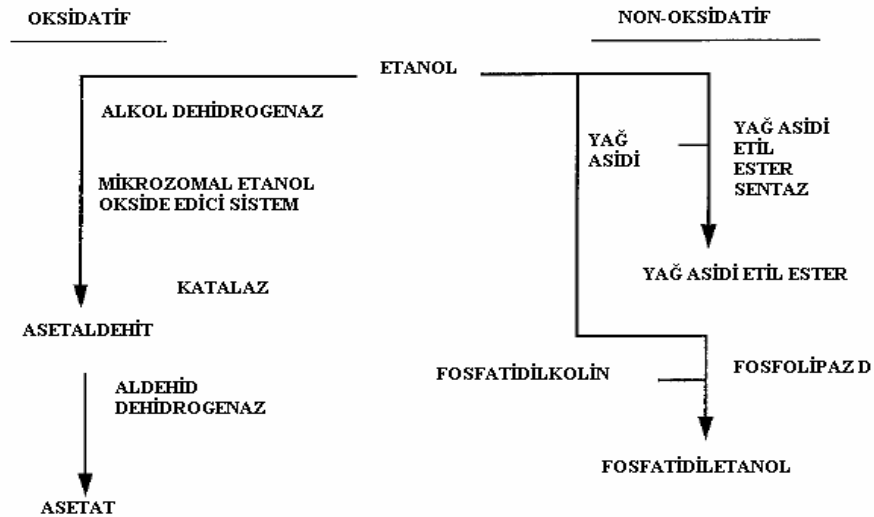 OKSİDATİF
NON-OKSİDATİF
ETANOL
ALKOL DEHİDROGENAZ
MİKROZOMAL ETANOL
OKSİDE EDİCİ SİSTEM
KATALAZ
ASETALDEHİT
ALDEHİD
DEHİDROGENAZ
ASETAT
YAĞ
ASİDİ
YAĞ ASİDİ
ETİL
ESTER
SENTAZ
YAĞ ASİDİ ETİL ESTER
FOSFATİDİLKOLİN
FOSFOLİPAZ D
FOSFATİDİLETANOL